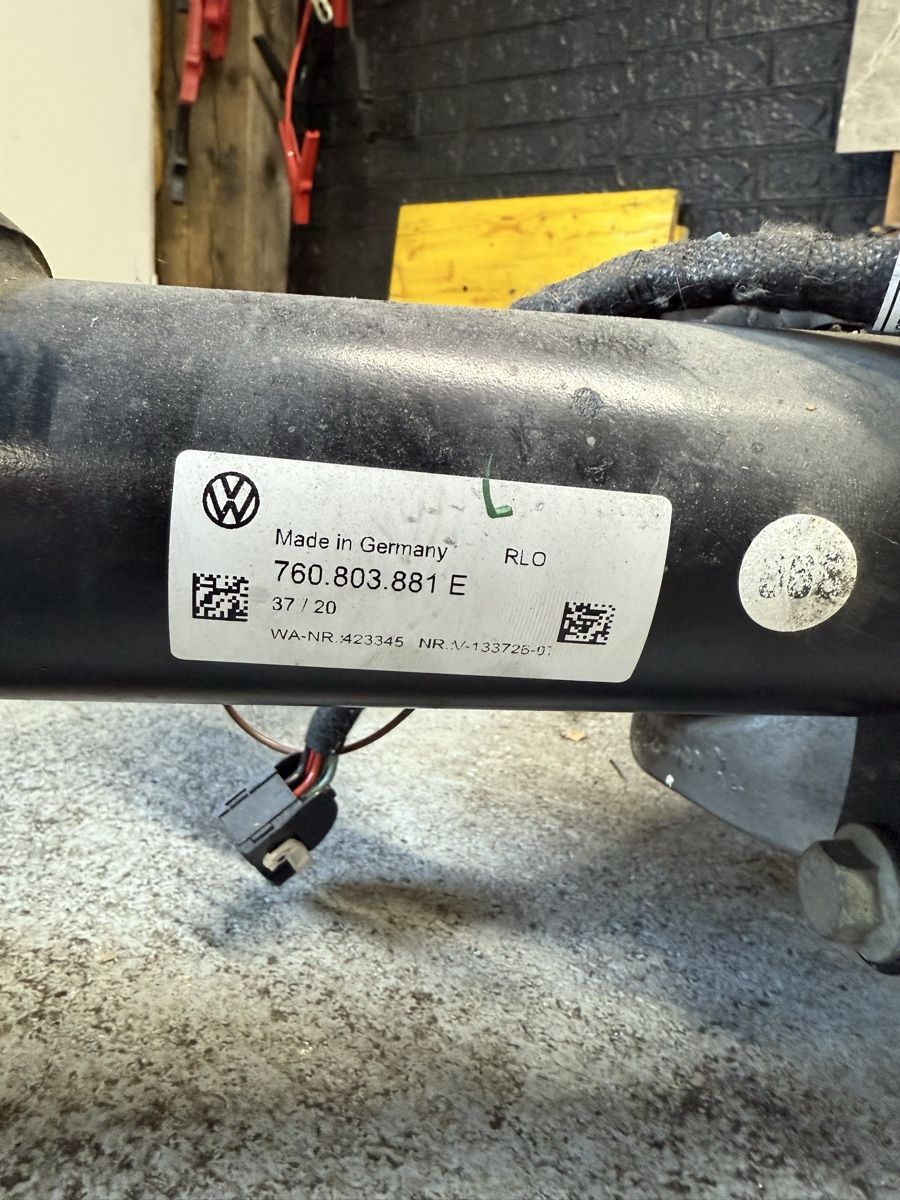 Made in Germany RLO
760.803.881 E
37 / 20
WA-NR.:423345 NR.:V-133726-07